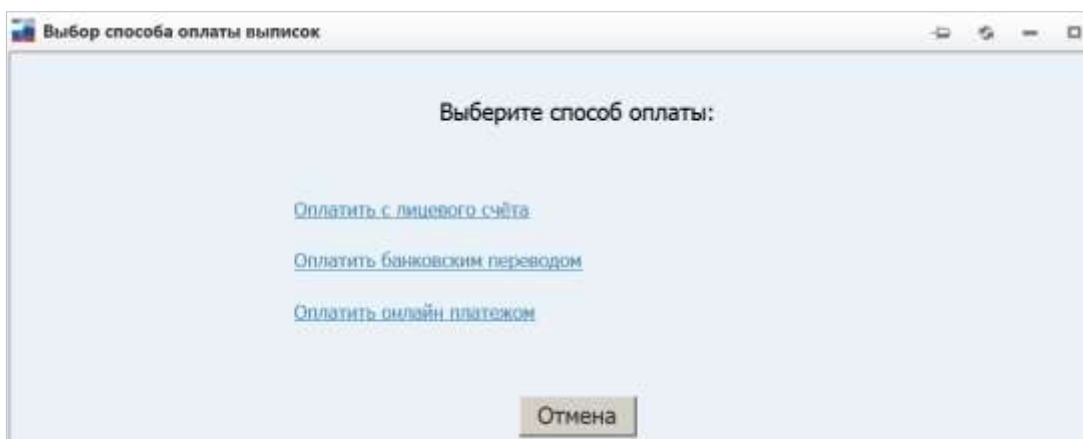 Выбор способа оплаты выписок
Выберите способ оплаты:
Оплатить с лицевого счёта
Оплатить банковским переводом
Оплатить онлайн платежом
Отмена